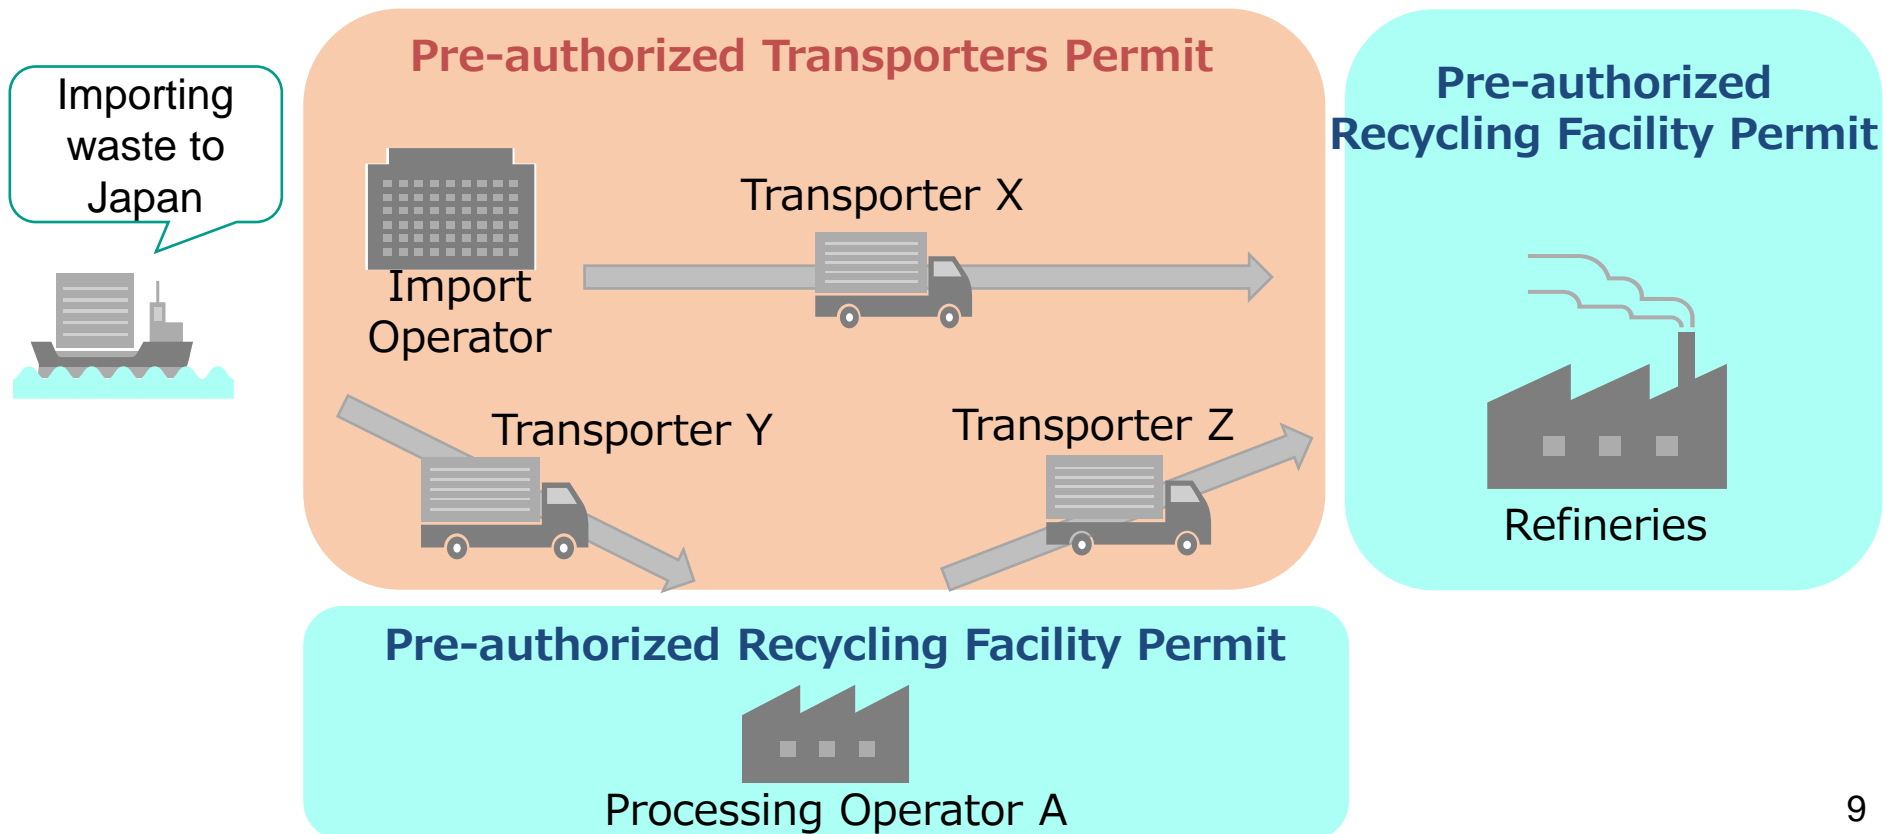 Importing
waste to
Japan
Pre-authorized Transporters Permit
Import
Operator
Transporter X
Transporter Y
Transporter Z
Pre-authorized
Recycling Facility Permit
Refineries
Pre-authorized Recycling Facility Permit
Processing Operator A
9